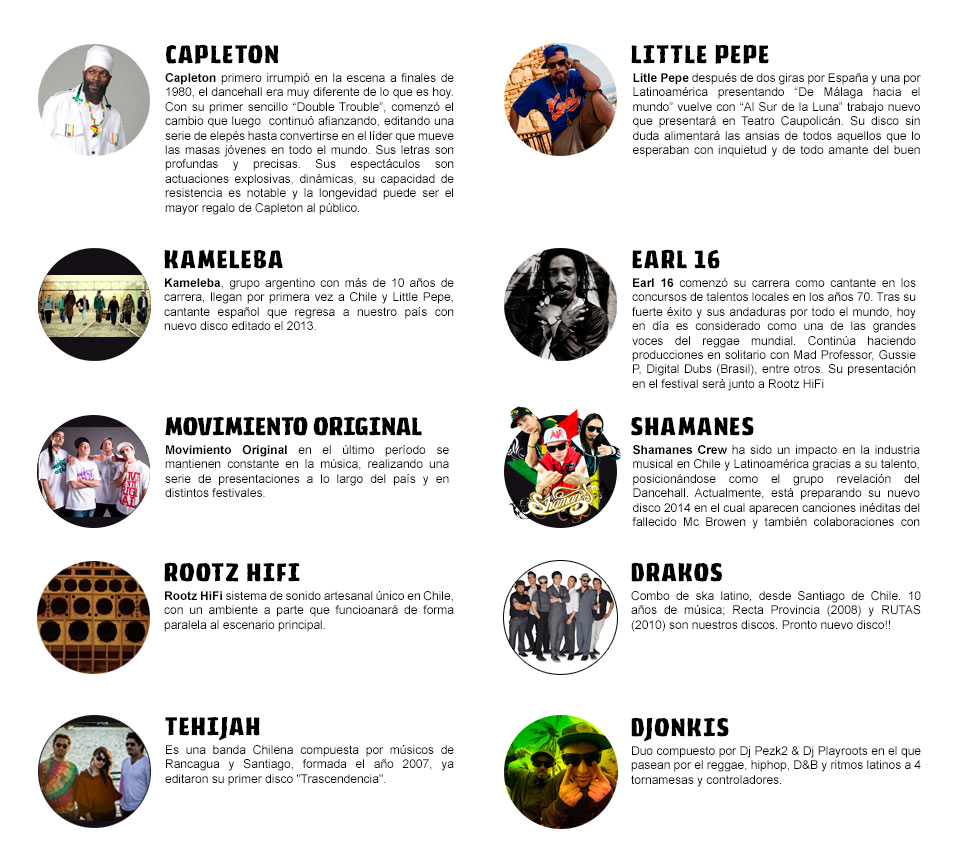 CAPLETON
Capleton primero irrumpió en la escena a finales de
1980, el dancehall era muy diferente de lo que es hoy.
Con su primer sencillo “Double Trouble”, comenzó el
cambio que luego continuó afianzando, editando una
serie de elepés hasta convertirse en el líder que mueve
las masas jóvenes en todo el mundo. Sus letras son
profundas y precisas. Sus espectáculos son
actuaciones explosivas, dinámicas, su capacidad de
resistencia es notable y la longevidad puede ser el
mayor regalo de Capleton al público.
LITTLE PEPE
Litle Pepe después de dos giras por España y una por
Latinoamérica presentando “De Málaga hacia el
mundo” vuelve con “Al Sur de la Luna” trabajo nuevo
que presentará en Teatro Caupolicán. Su disco sin
duda alimentará las ansias de todos aquellos que lo
esperaban con inquietud y de todo amante del buen
KAMELEBA
Kameleba, grupo argentino con más de 10 años de
carrera, llegan por primera vez a Chile y Little Pepe,
cantante español que regresa a nuestro país con
nuevo disco editado el 2013.
EARL 16
Earl 16 comenzó su carrera como cantante en los
concursos de talentos locales en los años 70. Tras su
fuerte éxito y sus andaduras por todo el mundo, hoy
en día es considerado como una de las grandes
voces del reggae mundial. Continúa haciendo
producciones en solitario con Mad Professor, Gussie
P, Digital Dubs (Brasil), entre otros. Su presentación
en el festival será junto a Rootz HiFi
MOVIMIENTO ORIGINAL
Movimiento Original en el último período se
mantienen constante en la música, realizando una
serie de presentaciones a lo largo del país y en
distintos festivales.
Shamanes
SHAMANES
Shamanes Crew ha sido un impacto en la industria
musical en Chile y Latinoamérica gracias a su talento,
posicionándose como el grupo revelación del
Dancehall. Actualmente, está preparando su nuevo
disco 2014 en el cual aparecen canciones inéditas del
fallecido Mc Browen y también colaboraciones con
ROOTZ HIFI
Rootz HiFi sistema de sonido artesanal único en Chile,
con un ambiente a parte que funcioanará de forma
paralela al escenario principal.
DRAKOS
Combo de ska latino, desde Santiago de Chile. 10
años de música; Recta Provincia (2008) y RUTAS
(2010) son nuestros discos. Pronto nuevo disco!!
TEHIJAH
Es una banda Chilena compuesta por músicos de
Rancagua y Santiago, formada el año 2007, ya
editaron su primer disco "Trascendencia".
DJONKIS
Duo compuesto por Dj Pezk2 & Dj Playroots en el que
pasean por el reggae, hiphop, D&B y ritmos latinos a 4
tornamesas y controladores.